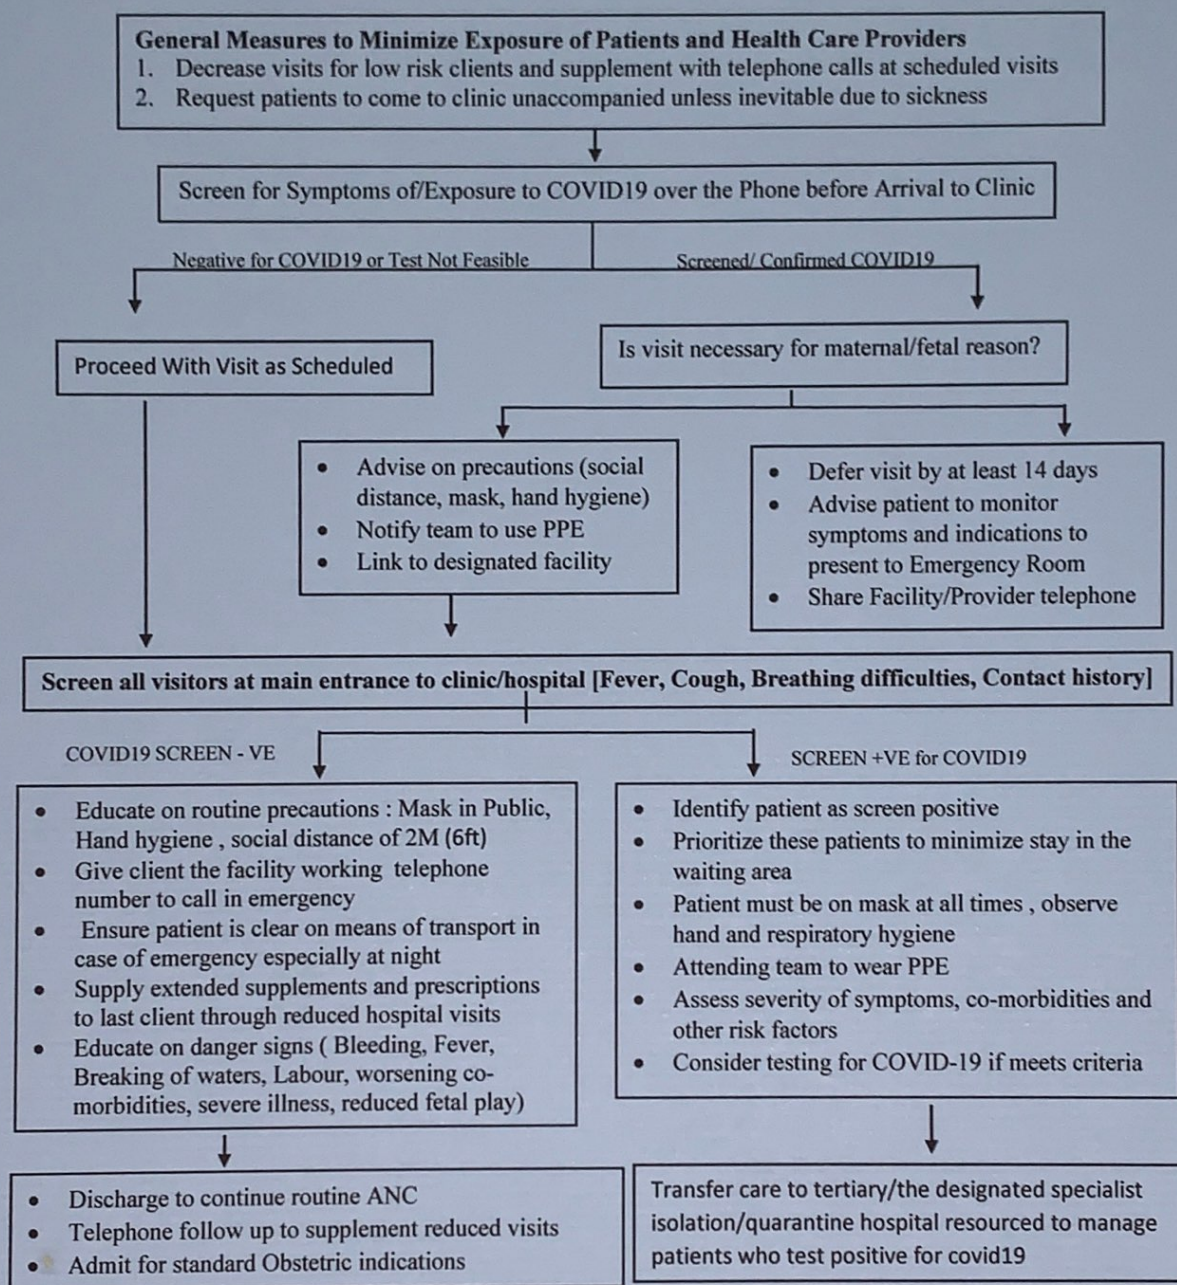 General Measures to Minimize Exposure of Patients and Health Care Providers
1. Decrease visits for low risk clients and supplement with telephone calls at scheduled visits
2. Request patients to come to clinic unaccompanied unless inevitable due to sickness
Screen for Symptoms of/Exposure to COVID19 over the Phone before Arrival to Clinic
Negative for COVID19 or Test Not Feasible
Screened/ Confirmed COVID19
Proceed With Visit as Scheduled
Is visit necessary for maternal/fetal reason?
• Advise on precautions (social
distance, mask, hand hygiene)
• Notify team to use PPE
• Link to designated facility
• Defer visit by at least 14 days
• Advise patient to monitor
symptoms and indications to
present to Emergency Room
• Share Facility/Provider telephone
Screen all visitors at main entrance to clinic/hospital [Fever, Cough, Breathing difficulties, Contact history]
COVID19 SCREEN - VE
SCREEN +VE for COVID19
• Educate on routine precautions : Mask in Public,
Hand hygiene , social distance of 2M (6ft)
• Give client the facility working telephone
number to call in emergency
• Ensure patient is clear on means of transport in
case of emergency especially at night
• Supply extended supplements and prescriptions
to last client through reduced hospital visits
• Educate on danger signs ( Bleeding, Fever,
Breaking of waters, Labour, worsening co-
morbidities, severe illness, reduced fetal play)
• Identify patient as screen positive
• Prioritize these patients to minimize stay in the
waiting area
• Patient must be on mask at all times , observe
hand and respiratory hygiene
• Attending team to wear PPE
• Assess severity of symptoms, co-morbidities and
other risk factors
• Consider testing for COVID-19 if meets criteria
• Discharge to continue routine ANC
• Telephone follow up to supplement reduced visits
• Admit for standard Obstetric indications
Transfer care to tertiary/the designated specialist
isolation/quarantine hospital resourced to manage
patients who test positive for covid19